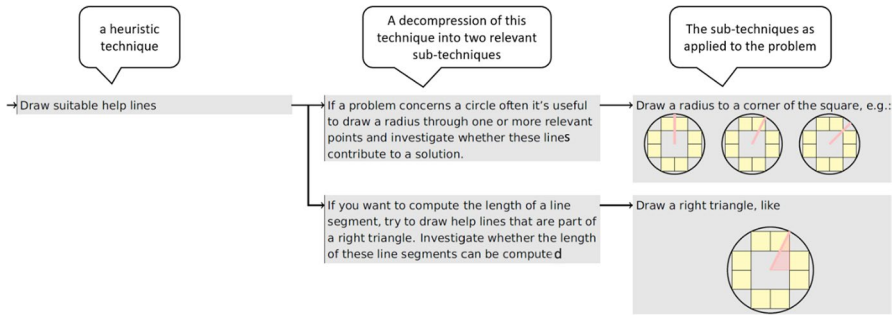 a heuristic
technique
A decompression of this
technique into two relevant
sub-techniques
The sub-techniques as
applied to the problem
Draw suitable help lines
If a problem concerns a circle often it's useful
to draw a radius through one or more relevant
points and investigate whether these lines
contribute to a solution.
Draw a radius to a corner of the square, e.g.:
If you want to compute the length of a line
segment, try to draw help lines that are part of
a right triangle. Investigate whether the length
of these line segments can be computed
Draw a right triangle, like